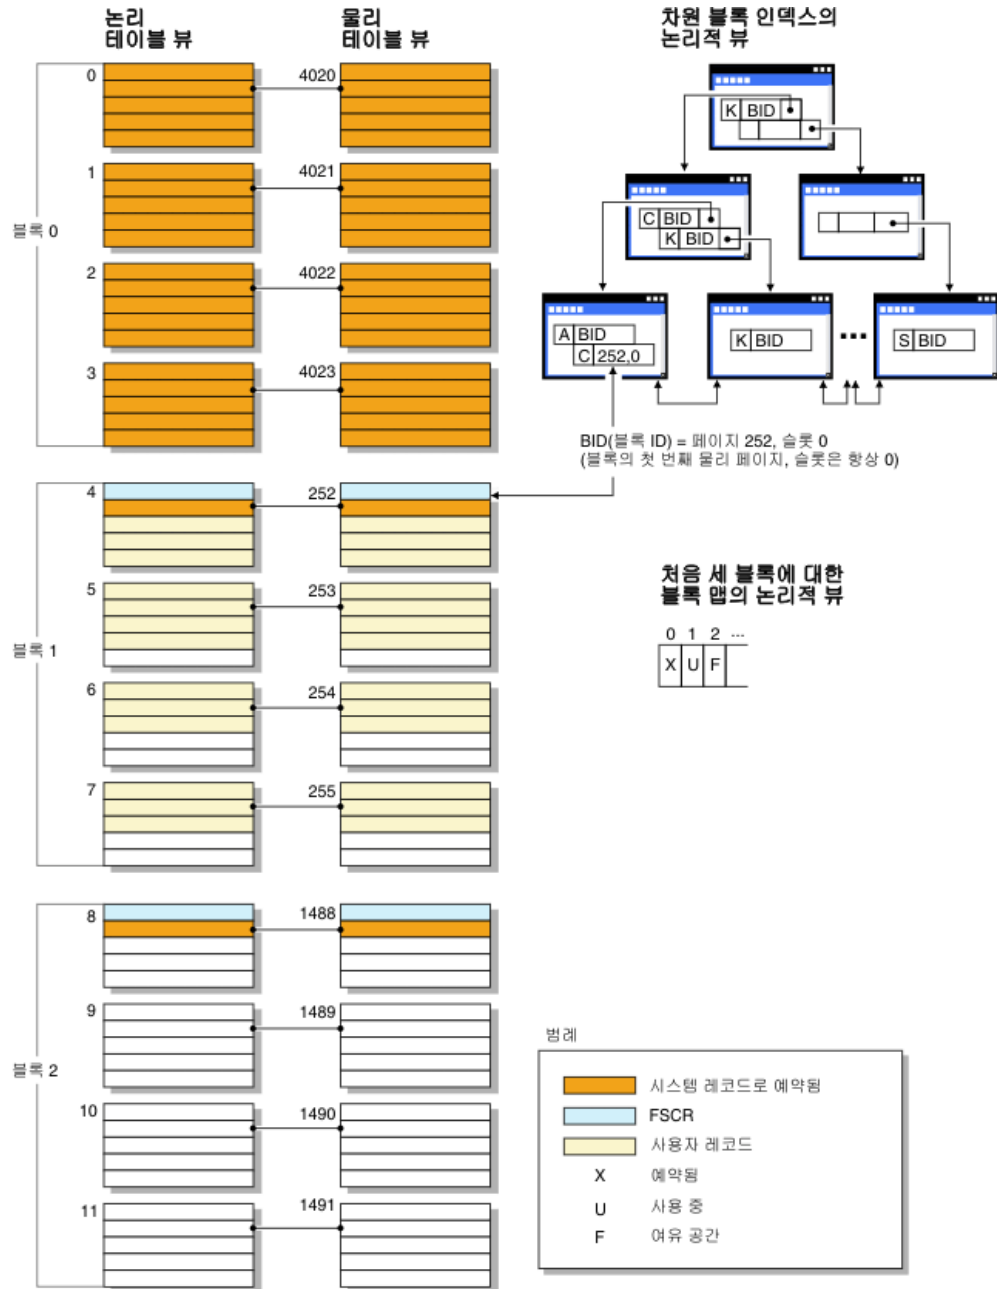 논리
테이블 뷰
물리
테이블 뷰
차원 블록 인덱스의
논리적 뷰
0
4020
1
4021
블록 0
2
4022
3
4023
K BID
C BID
K BID
A BID
C 252,0
K BID
...
S BID
BID(블록 ID) = 페이지 252, 슬롯 0
(블록의 첫 번째 물리 페이지, 슬롯은 항상 0)
4
252
5
253
블록 1
6
254
7
255
처음 세 블록에 대한
블록 맵의 논리적 뷰
0 1 2 ...
X U F
8
1488
9
1489
블록 2
10
1490
11
1491
범례
시스템 레코드로 예약됨
FSCR
사용자 레코드
X 예약됨
U 사용 중
F 여유 공간